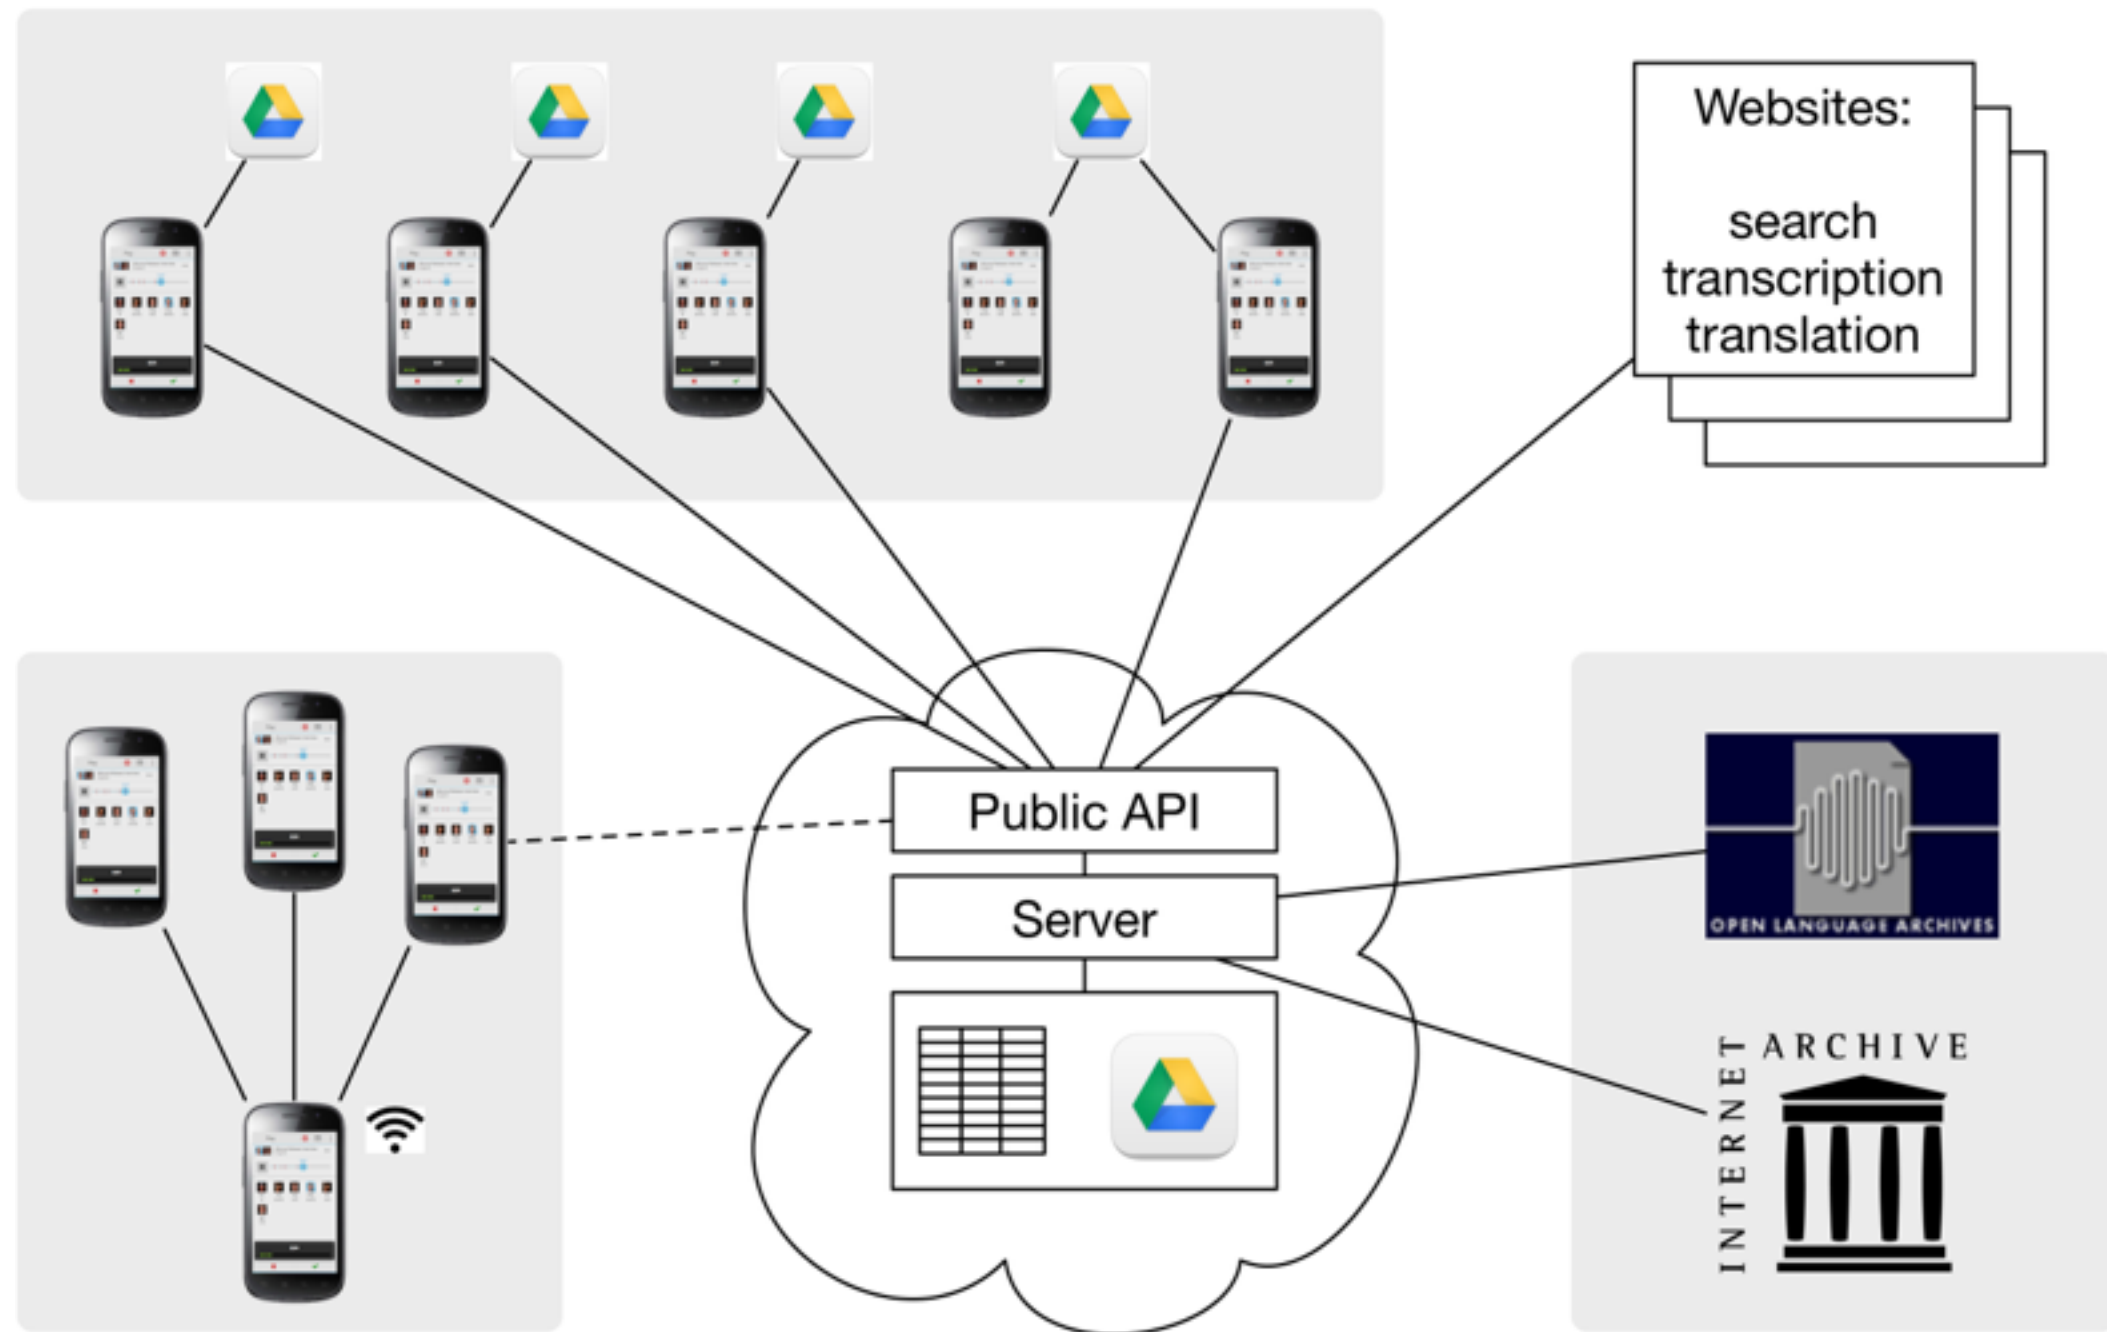 Websites:
search
transcription
translation
Public API
Server
OPEN LANGUAGE ARCHIVES
INTERNET
ARCHIVE